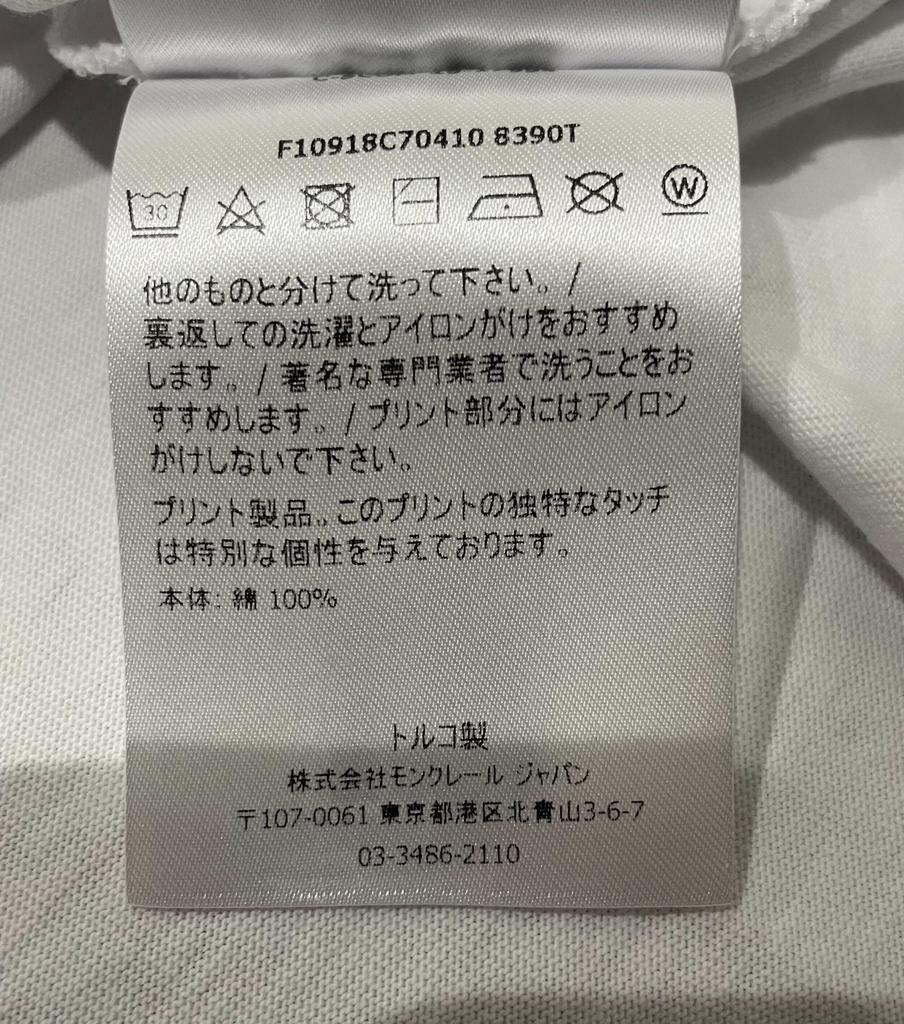 F10918C70410 8390T
30
W
他のものと分けて洗って下さい。/
裏返しての洗濯とアイロンがけをおすすめ
します。/ 著名な専門業者で洗うことをお
すすめします。/ プリント部分にはアイロン
がけしないで下さい。
プリント製品。このプリントの独特なタッチ
は特別な個性を与えております。
本体: 綿 100%
トルコ製
株式会社モンクレール ジャパン
〒107-0061 東京都港区北青山3-6-7
03-3486-2110